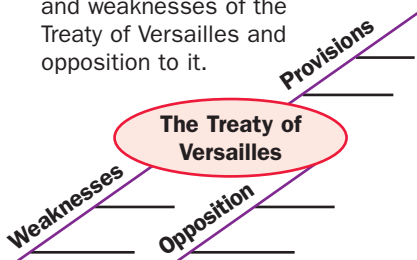 and weaknesses of the
Treaty of Versailles and
opposition to it.
Provisions
The Treaty of
Versailles
Weaknesses
Opposition